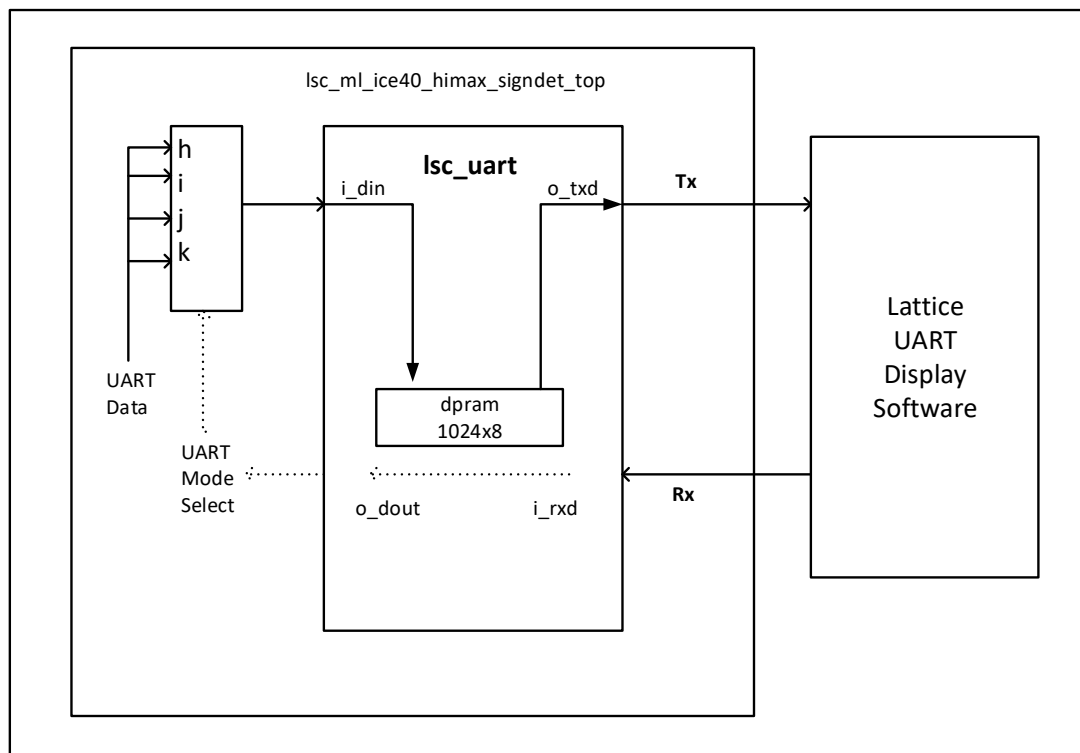 lsc_ml_ice40_himax_signdet_top
h
i
j
k
lsc_uart
i_din
o_txd
Tx
Lattice
UART
Display
Software
UART
Data
dpram
1024x8
UART
Mode
Select
o_dout
i_rxd
Rx